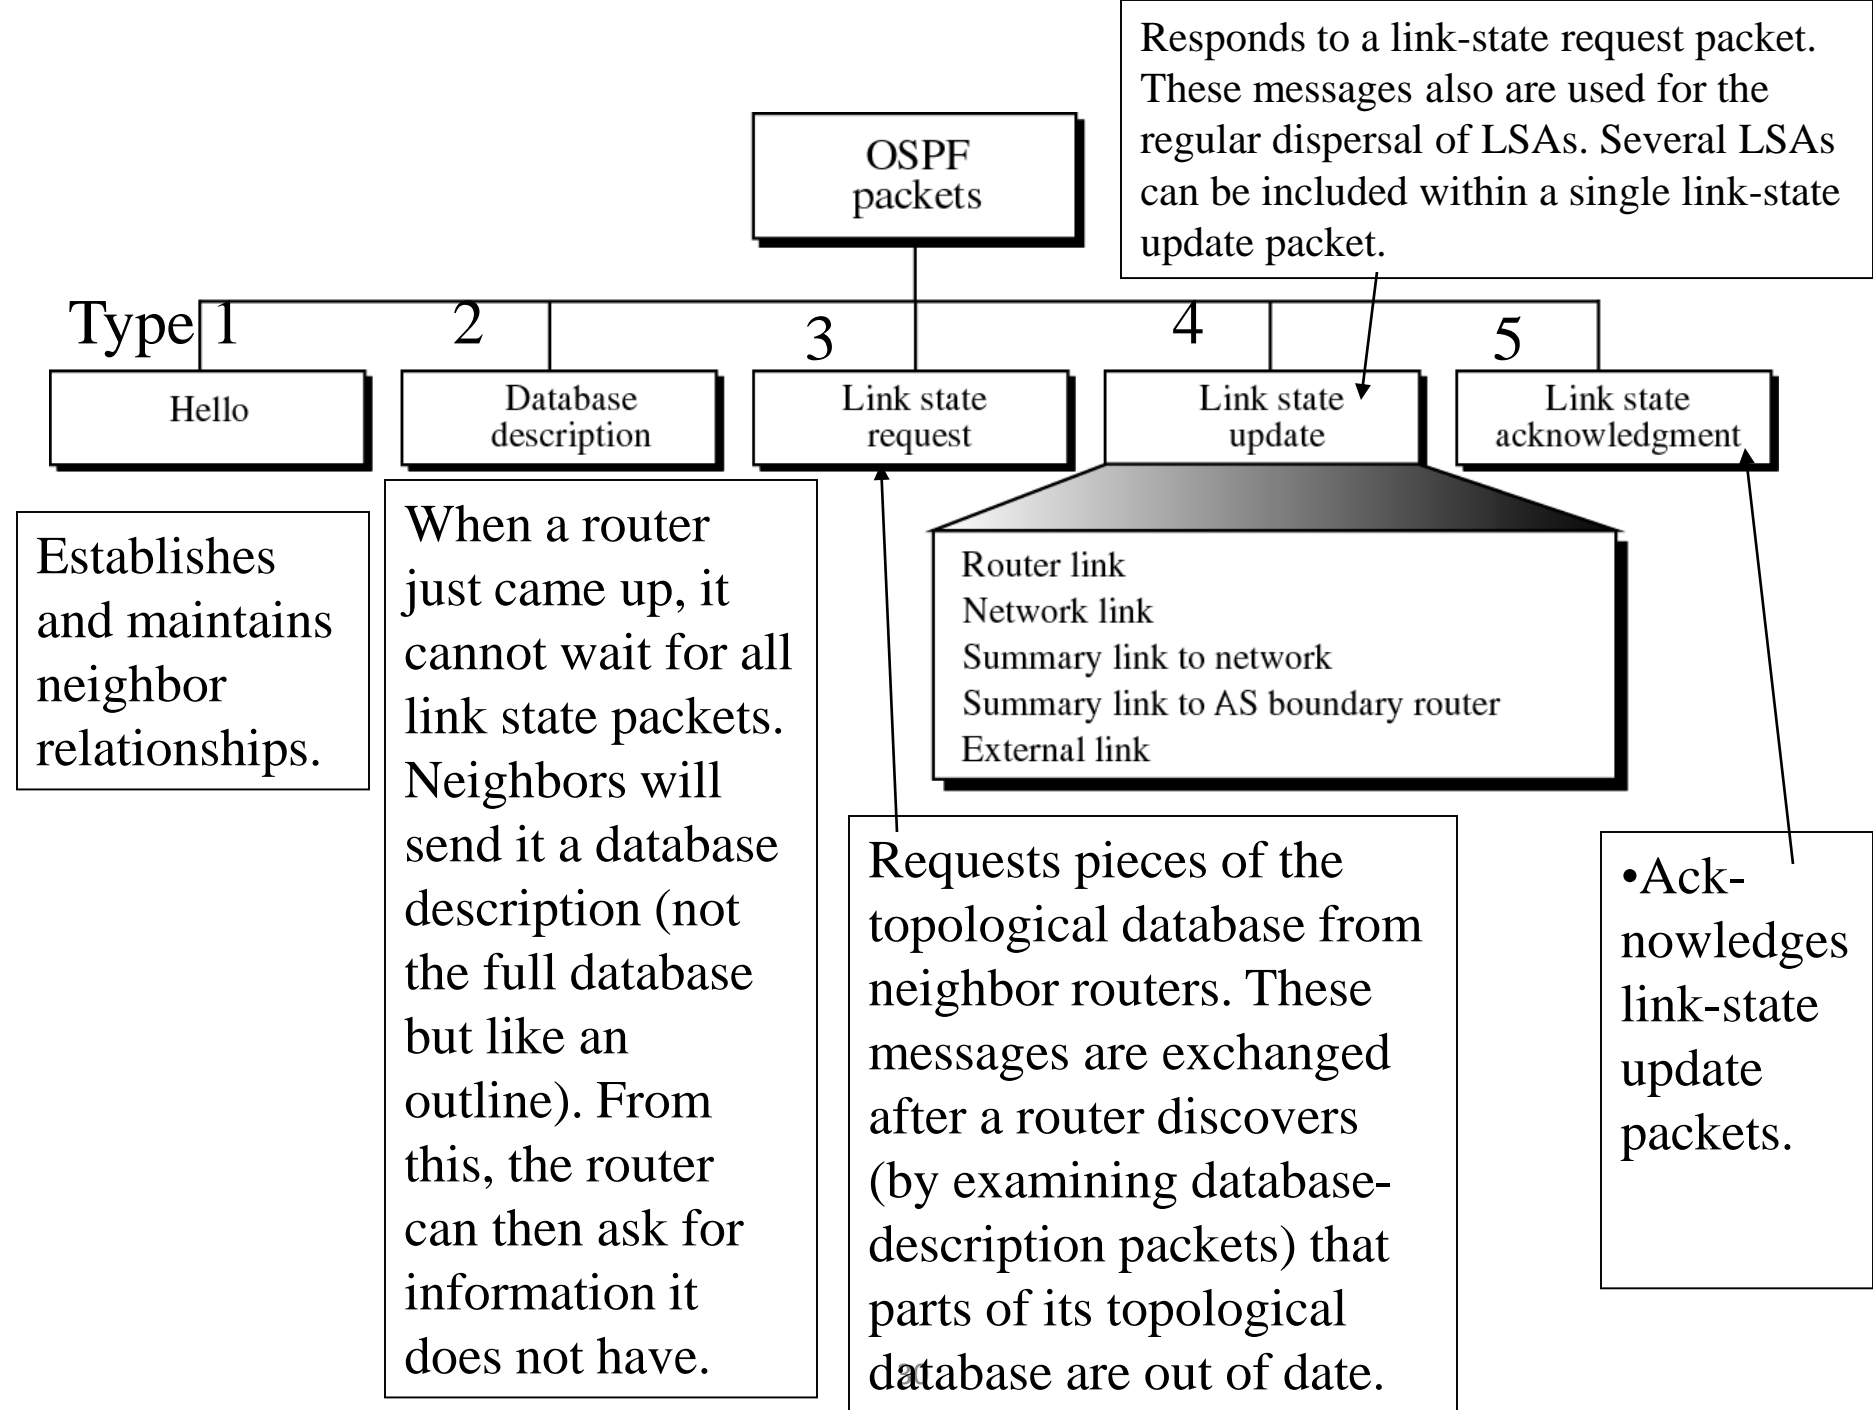 Responds to a link-state request packet.
These messages also are used for the
regular dispersal of LSAs. Several LSAs
can be included within a single link-state
update packet.
OSPF
packets
Type 1
2
3
4
5
Hello
Database
description
Link state
request
Link state
update
Link state
acknowledgment
Establishes
and maintains
neighbor
relationships.
When a router
just came up, it
cannot wait for all
link state packets.
Neighbors will
send it a database
description (not
the full database
but like an
outline). From
this, the router
can then ask for
information it
does not have.
Router link
Network link
Summary link to network
Summary link to AS boundary router
External link
Requests pieces of the
topological database from
neighbor routers. These
messages are exchanged
after a router discovers
(by examining database-
description packets) that
parts of its topological
database are out of date.
•Ack-
nowledges
link-state
update
packets.
30